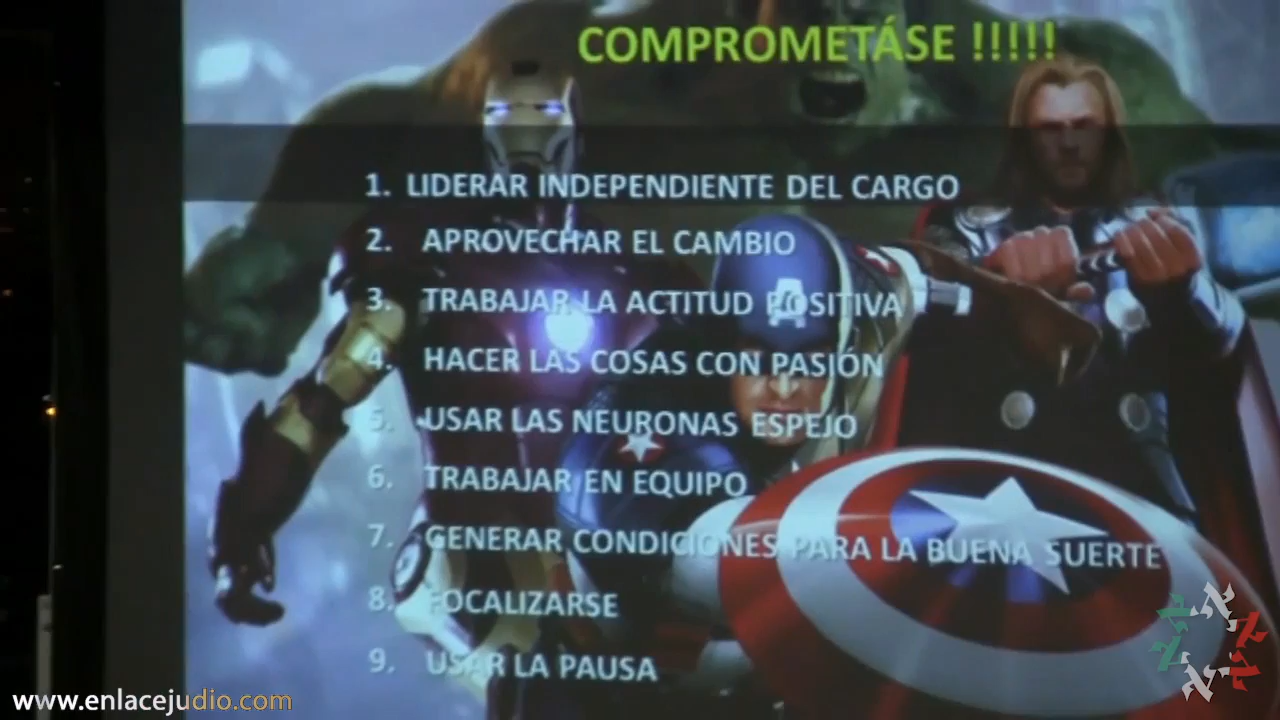 COMPROMETÁSE !!!!!
1. LIDERAR INDEPENDIENTE DEL CARGO
2. APROVECHAR EL CAMBIO
3. TRABAJAR LA ACTITUD POSITIVA
4. HACER LAS COSAS CON PASIÓN
5. USAR LAS NEURONAS ESPEJO
6. TRABAJAR EN EQUIPO
7. GENERAR CONDICIONES PARA LA BUENA SUERTE
8. FOCALIZARSE
9. USAR LA PAUSA
www.enlacejudio.com